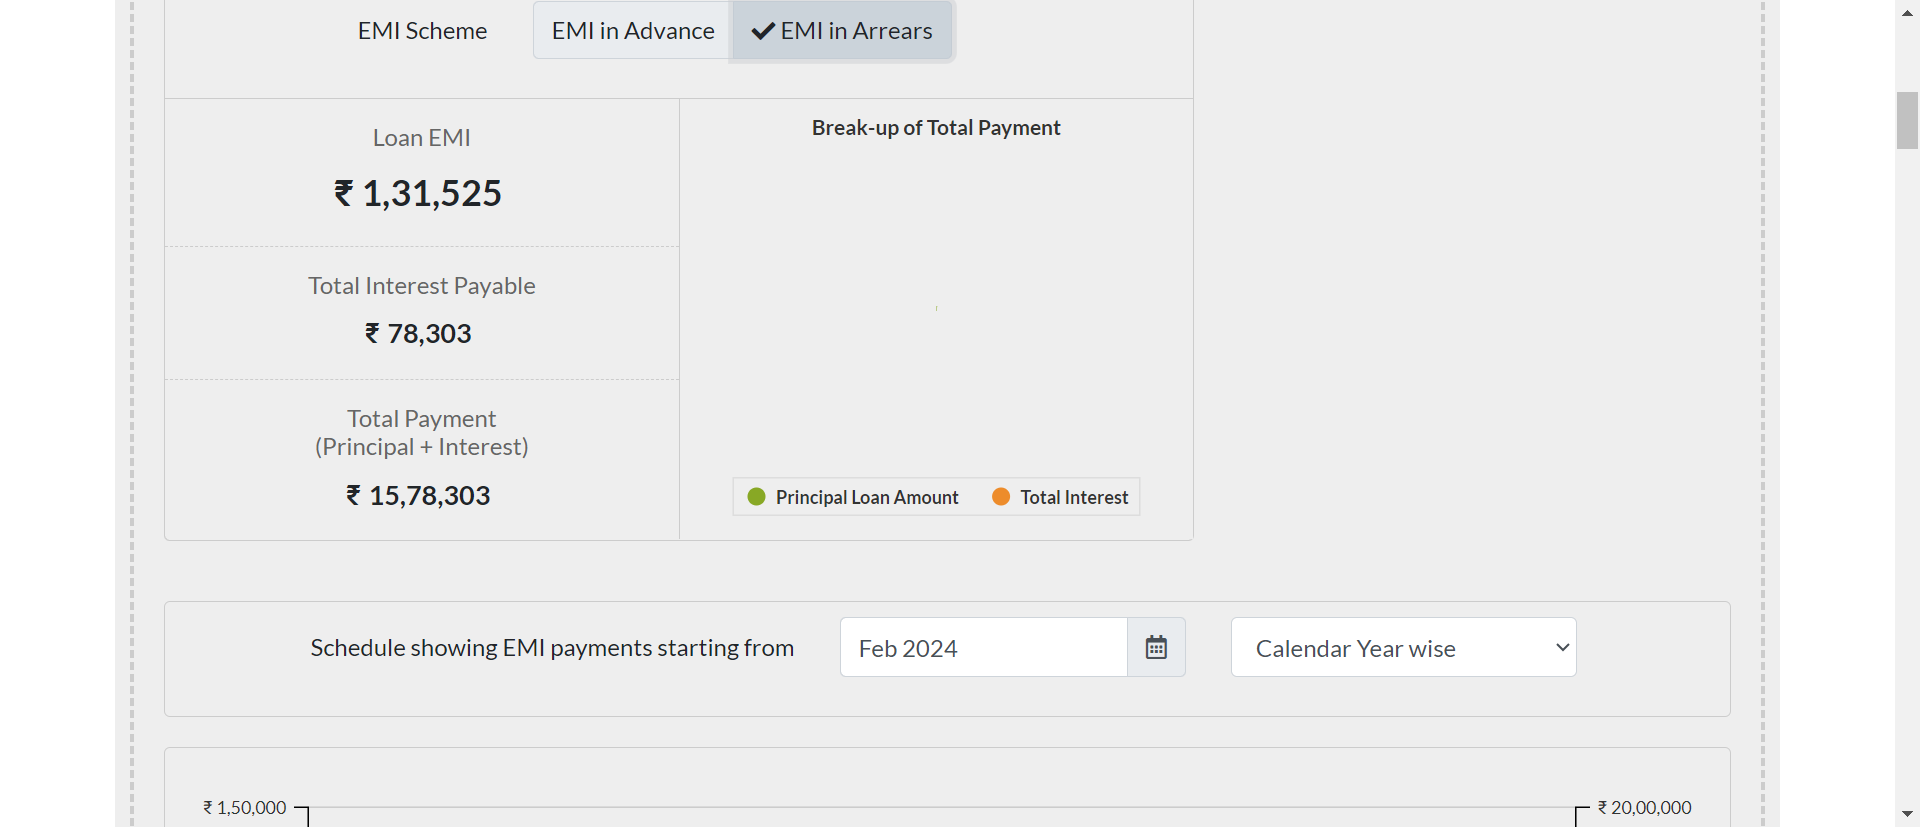 EMI Scheme
EMI in Advance
EMI in Arrears
Loan EMI
₹ 1,31,525
Total Interest Payable
₹ 78,303
Total Payment
(Principal + Interest)
₹ 15,78,303
Break-up of Total Payment
Principal Loan Amount
Total Interest
Schedule showing EMI payments starting from
Feb 2024
Calendar Year wise
₹ 1,50,000
₹ 20,00,000